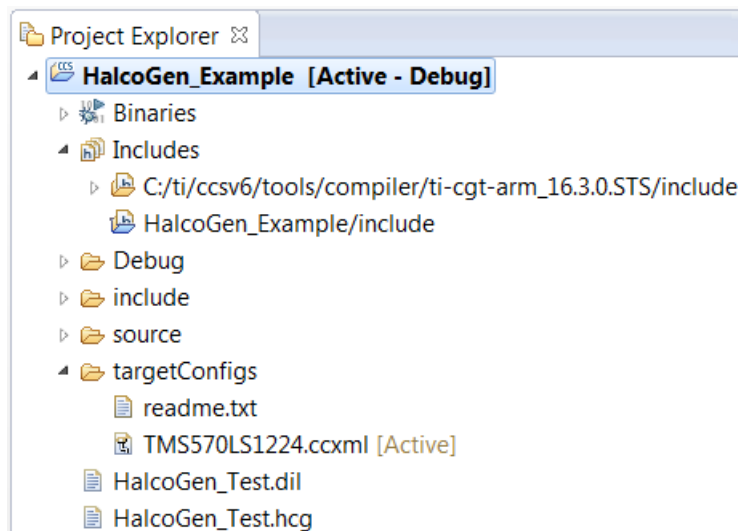 Project Explorer
HalcoGen_Example [Active - Debug]
Binaries
Includes
C:/ti/ccsv6/tools/compiler/ti-cgt-arm_16.3.0.STS/include
HalcoGen_Example/include
Debug
include
source
targetConfigs
readme.txt
TMS570LS1224.ccxml [Active]
HalcoGen_Test.dil
HalcoGen_Test.hcg